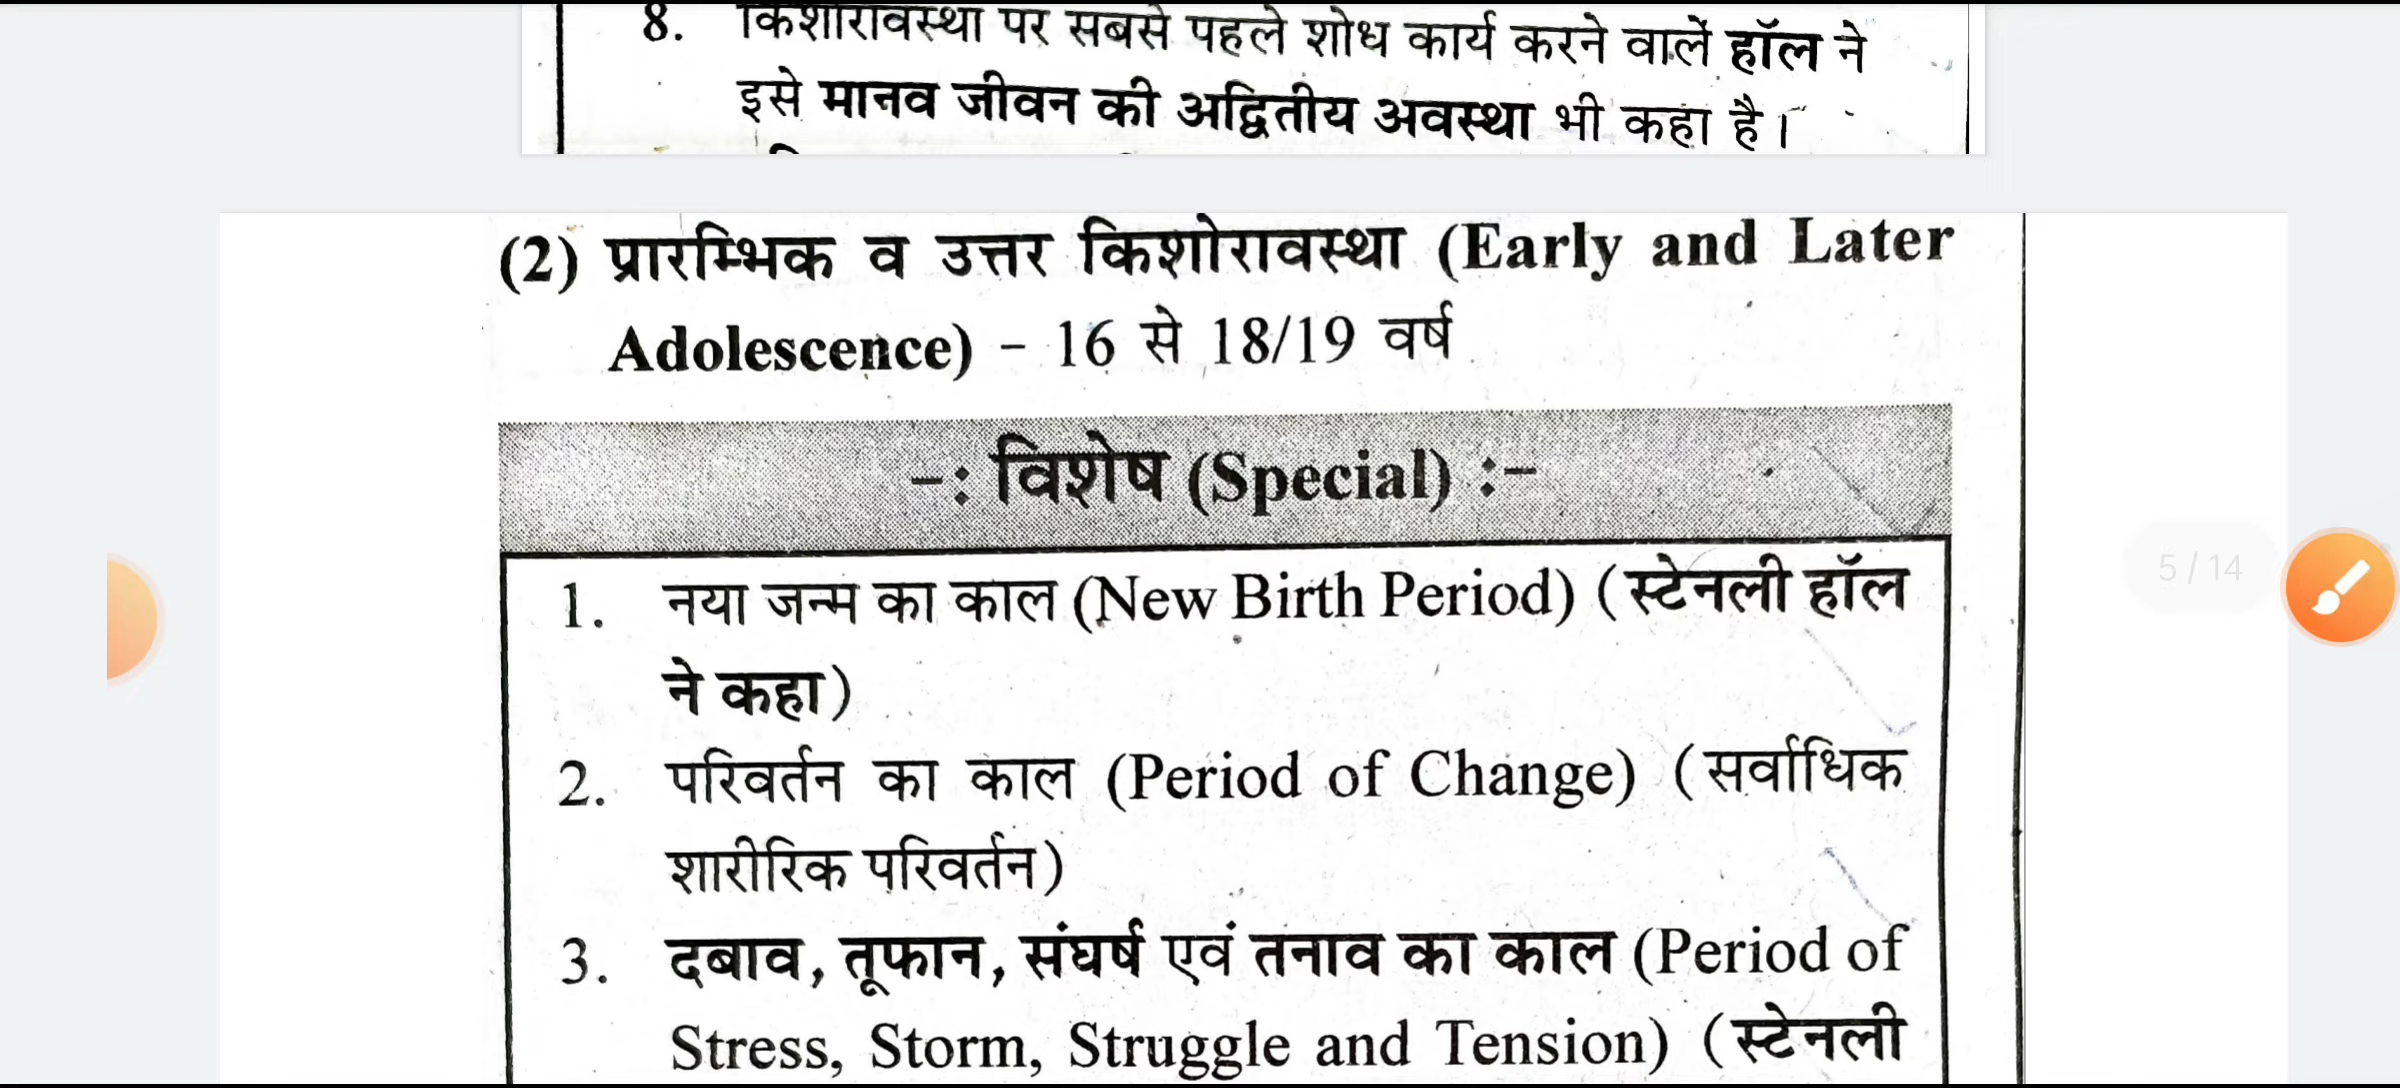 8. किशोरावस्था पर सबसे पहले शोध कार्य करने वाले हॉल ने
इसे मानव जीवन की अद्वितीय अवस्था भी कहा है।
(2) प्रारम्भिक व उत्तर किशोरावस्था (Early and Later
Adolescence) - 16 से 18/19 वर्ष
-: विशेष (Special) :-
1. नया जन्म का काल (New Birth Period) (स्टेनली हॉल
ने कहा)
2. परिवर्तन का काल (Period of Change) (सर्वाधिक
शारीरिक परिवर्तन)
3. दबाव, तूफान, संघर्ष एवं तनाव का काल (Period of
Stress, Storm, Struggle and Tension) (स्टेनली
5 / 14